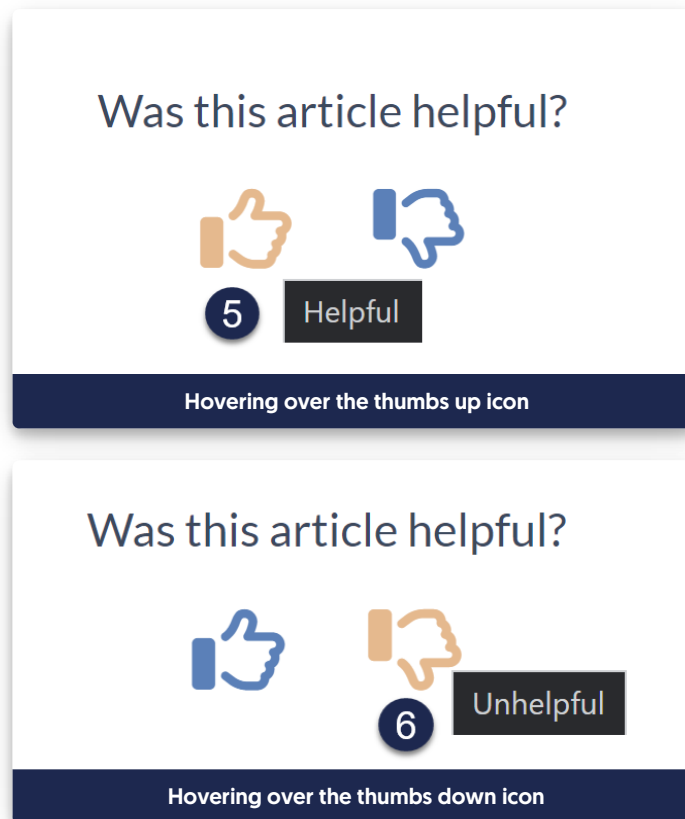 Was this article helpful?
5
Helpful
Hovering over the thumbs up icon
Was this article helpful?
6
Unhelpful
Hovering over the thumbs down icon